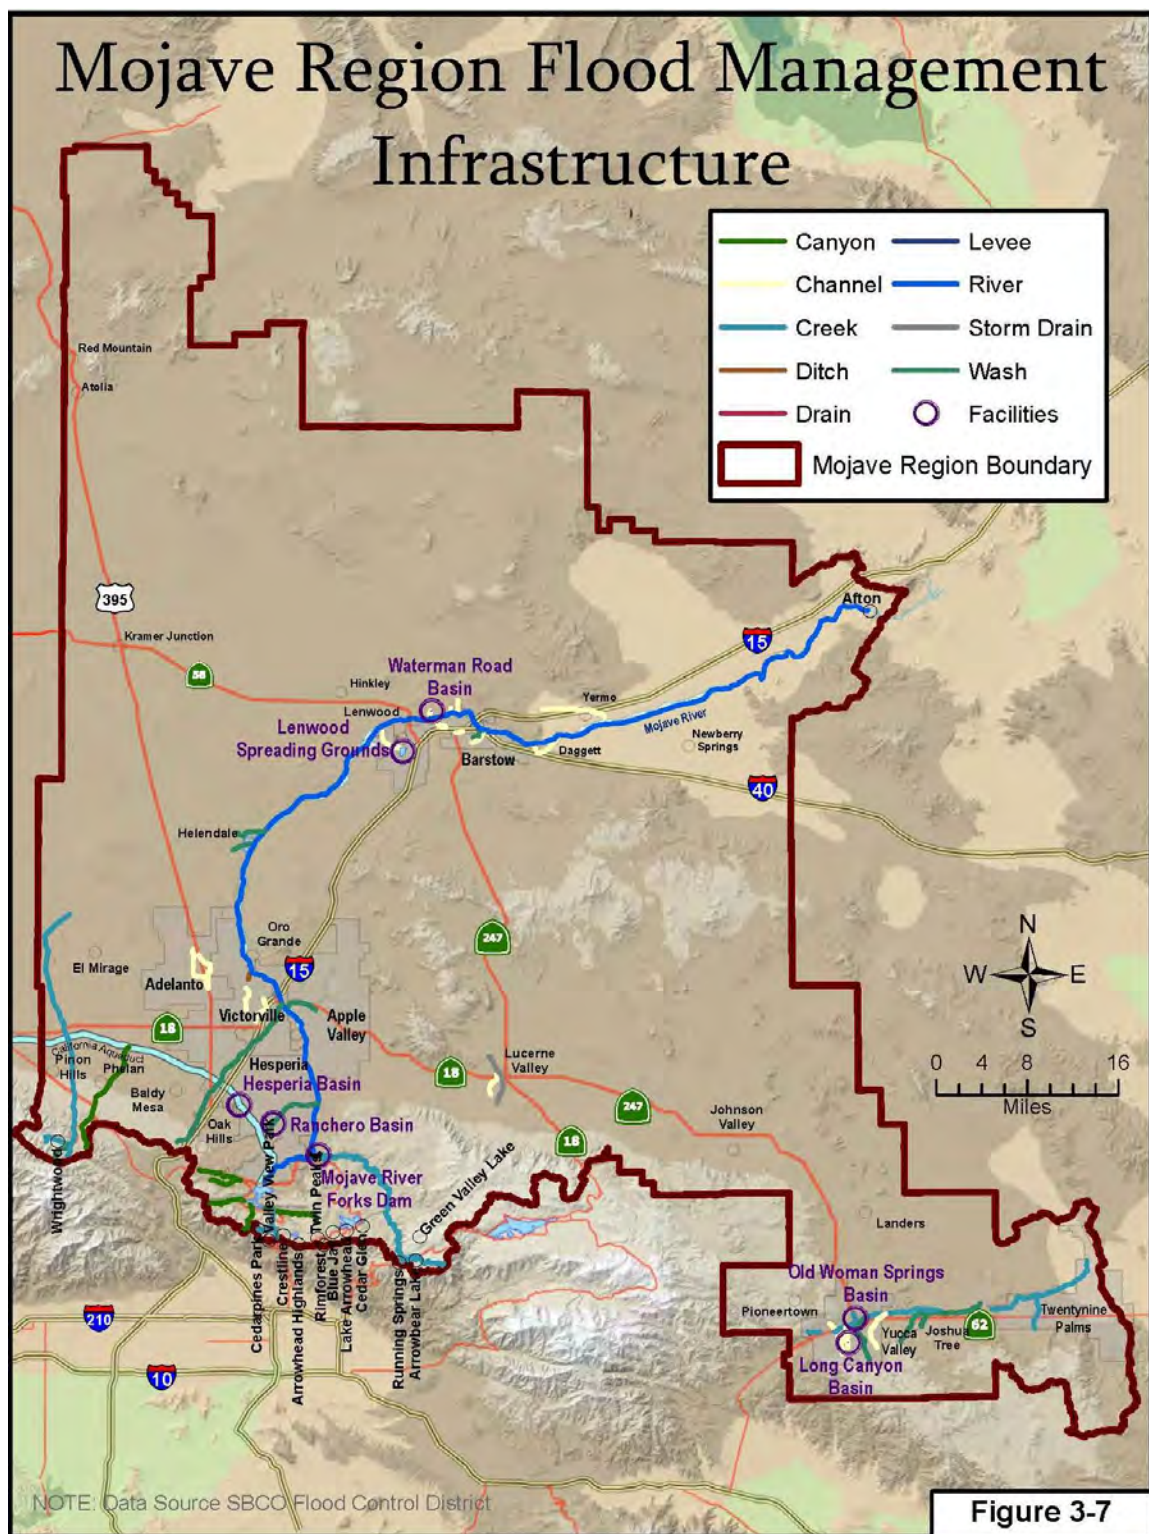 Mojave Region Flood Management
Infrastructure
Canyon
Levee
Channel
River
Creek
Storm Drain
Ditch
Wash
Drain
Facilities
Mojave Region Boundary
Red Mountain
Atolia
395
Kramer Junction
58
Afton
15
Waterman Road
Basin
Hinkley
Lenwood
Yermo
Mojave River
Lenwood
Spreading Grounds
Newberry
Springs
Barstow
Daggett
40
Helendale
Oro
Grande
247
El Mirage
15
Adelanto
N
W
E
S
Victorville
Apple
Valley
18
California Aqueduct
Pinon
Hills
Phelan
Hesperia
Hesperia Basin
18
Lucerne
Valley
0 4 8 16
Miles
Baldy
Mesa
Oak
Hills
Ranchero Basin
247
Johnson
Valley
18
Wrightwood
Valley View Park
Twin Peaks
Mojave River
Forks Dam
Green Valley Lake
Landers
Cedarpines Park
Crestline
Arrowhead Highlands
Rimforest
Blue Jay
Lake Arrowhead
Cedar Glen
Running Springs
Arrowbear Lake
Old Woman Springs
Basin
Pioneertown
Yucca
Valley
Joshua
Tree
62
Twentynine
Palms
Long Canyon
Basin
210
10
NOTE: Data Source SBCO Flood Control District
Figure 3-7